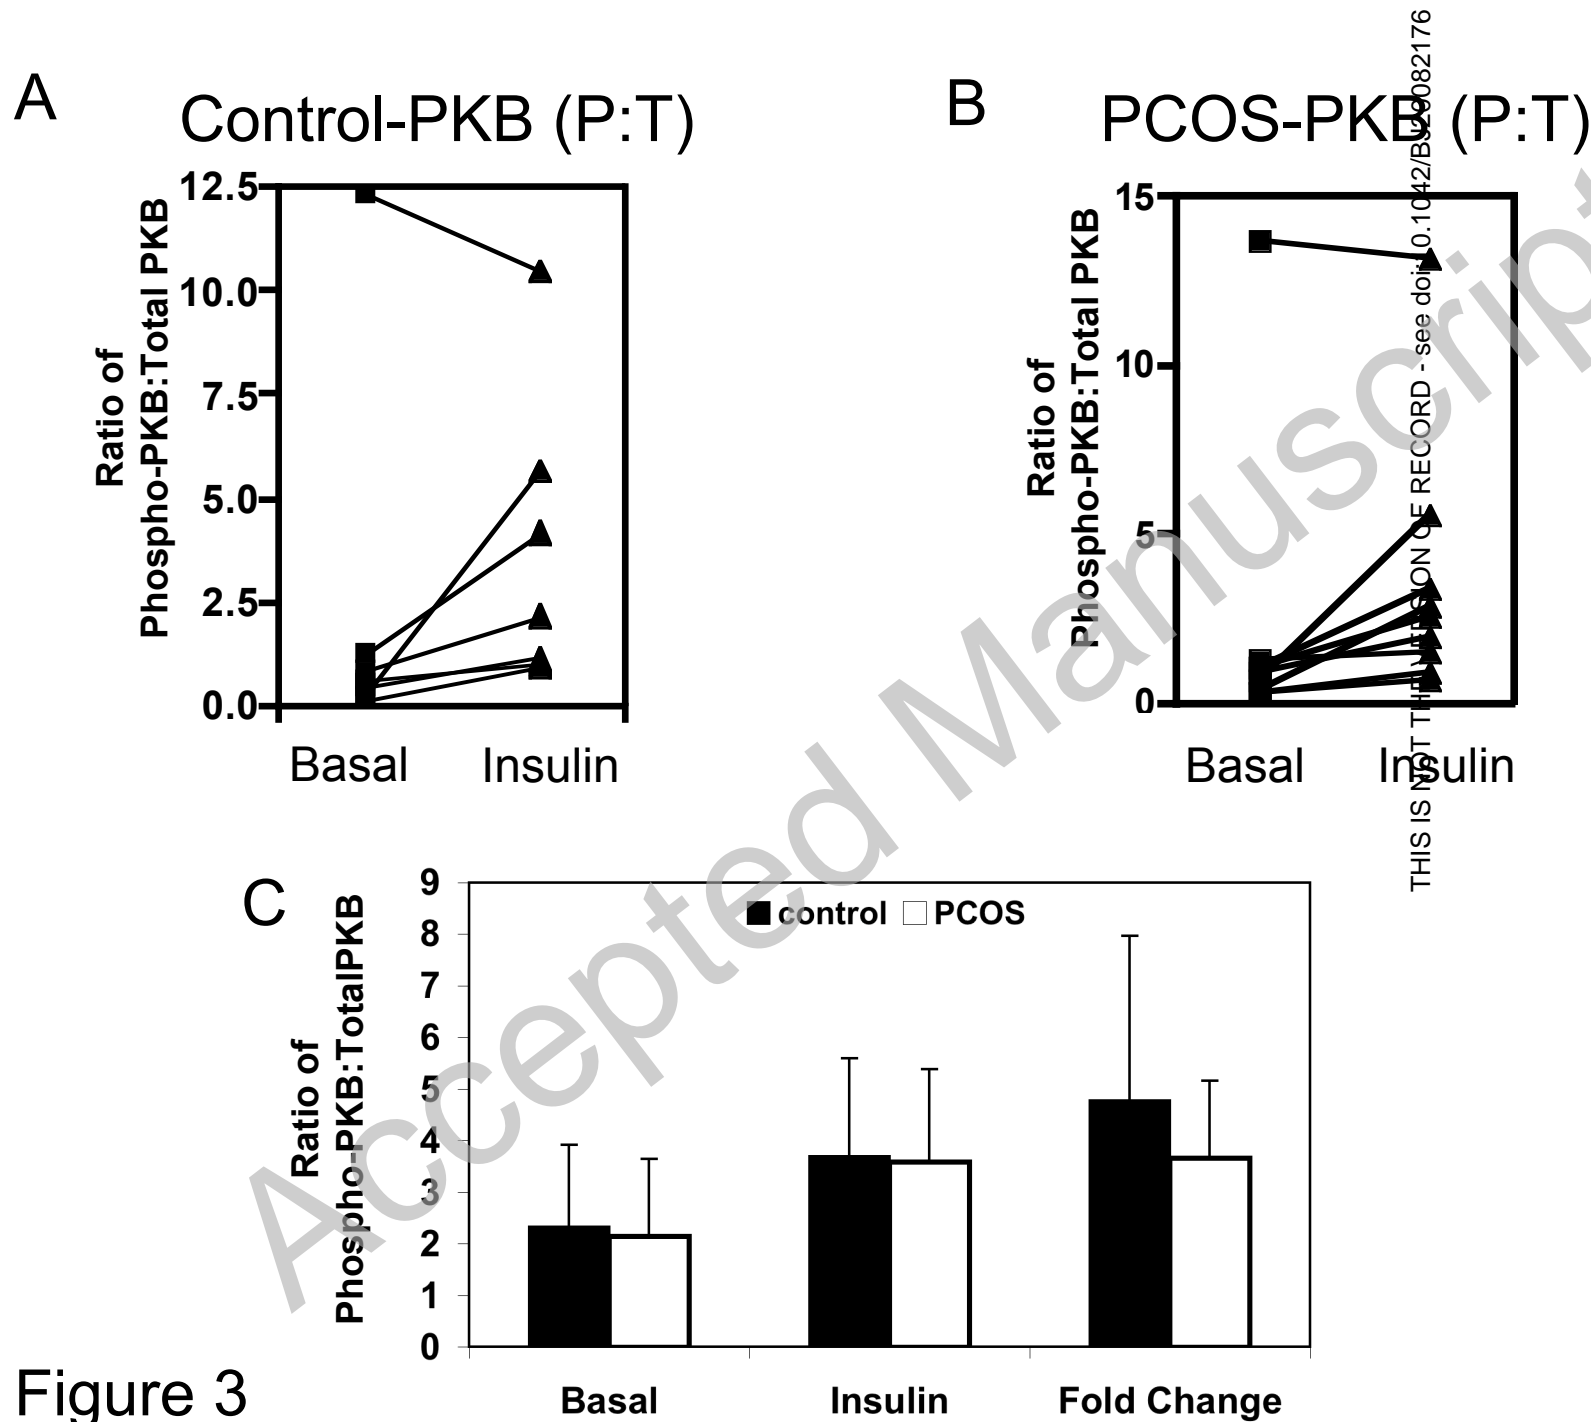 A
Control-PKB (P:T)
Ratio of
Phospho-PKB:Total PKB
12.5
10.0
7.5
5.0
2.5
0.0
Basal Insulin
B
PCOS-PKB (P:T)
Ratio of
Phospho-PKB:Total PKB
15
10
5
0
Basal Insulin
C
Ratio of
Phospho-PKB:TotalPKB
9
8
7
6
5
4
3
2
1
0
control PCOS
Basal Insulin Fold Change
Figure 3
THIS IS NOT THE VERSION OF RECORD - see doi:10.1042/BJ20082176
Accepted Manuscript